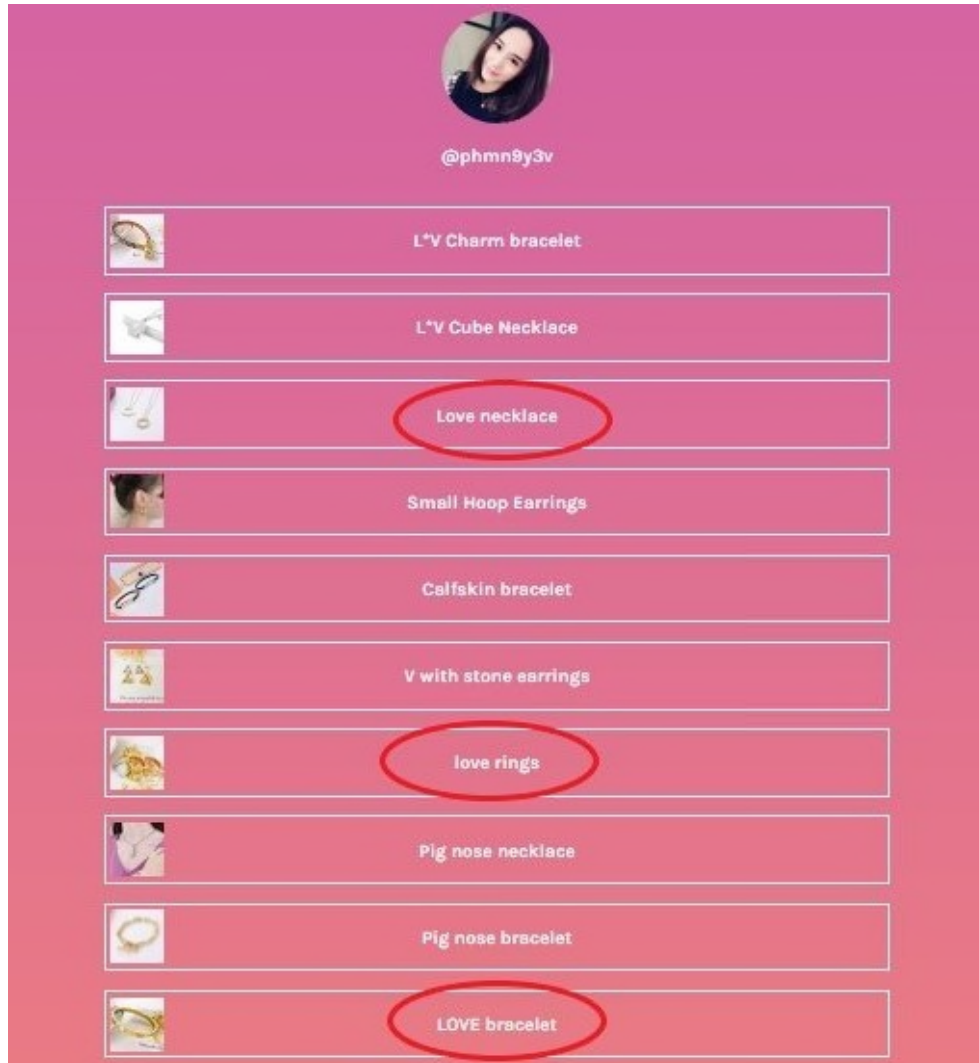 @phmn9y3v
L*V Charm bracelet
L*V Cube Necklace
Love necklace
Small Hoop Earrings
Calfskin bracelet
V with stone earrings
love rings
Pig nose necklace
Pig nose bracelet
LOVE bracelet